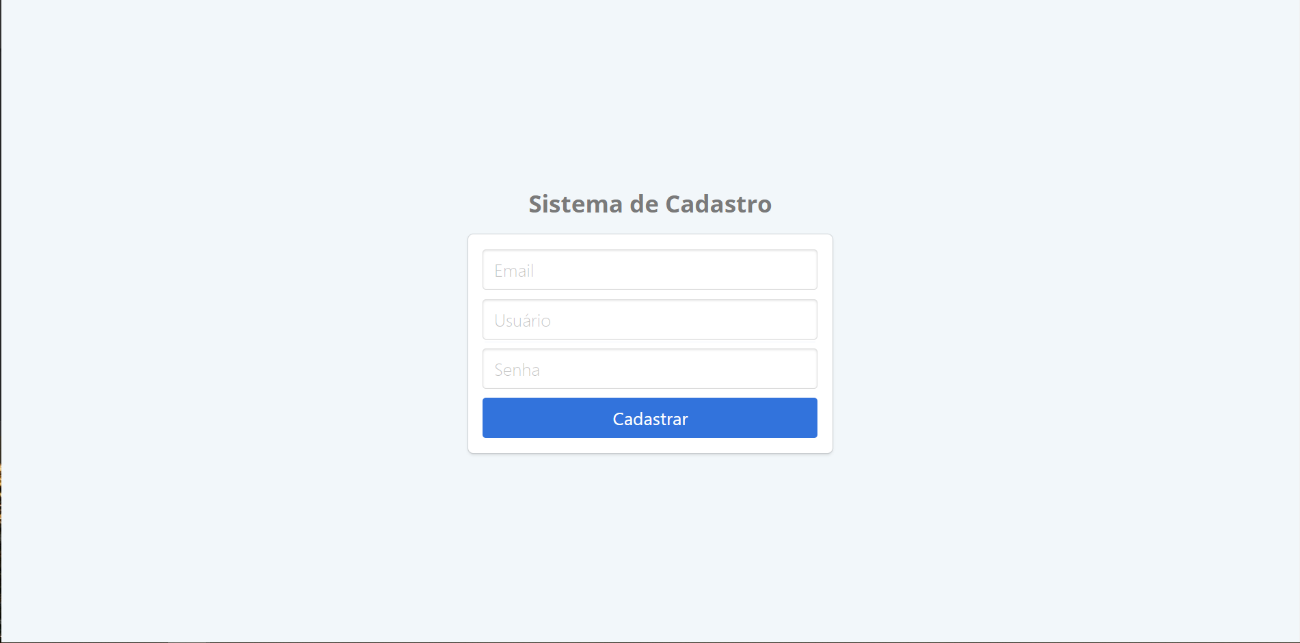 Sistema de Cadastro
Email
Usuário
Senha
Cadastrar